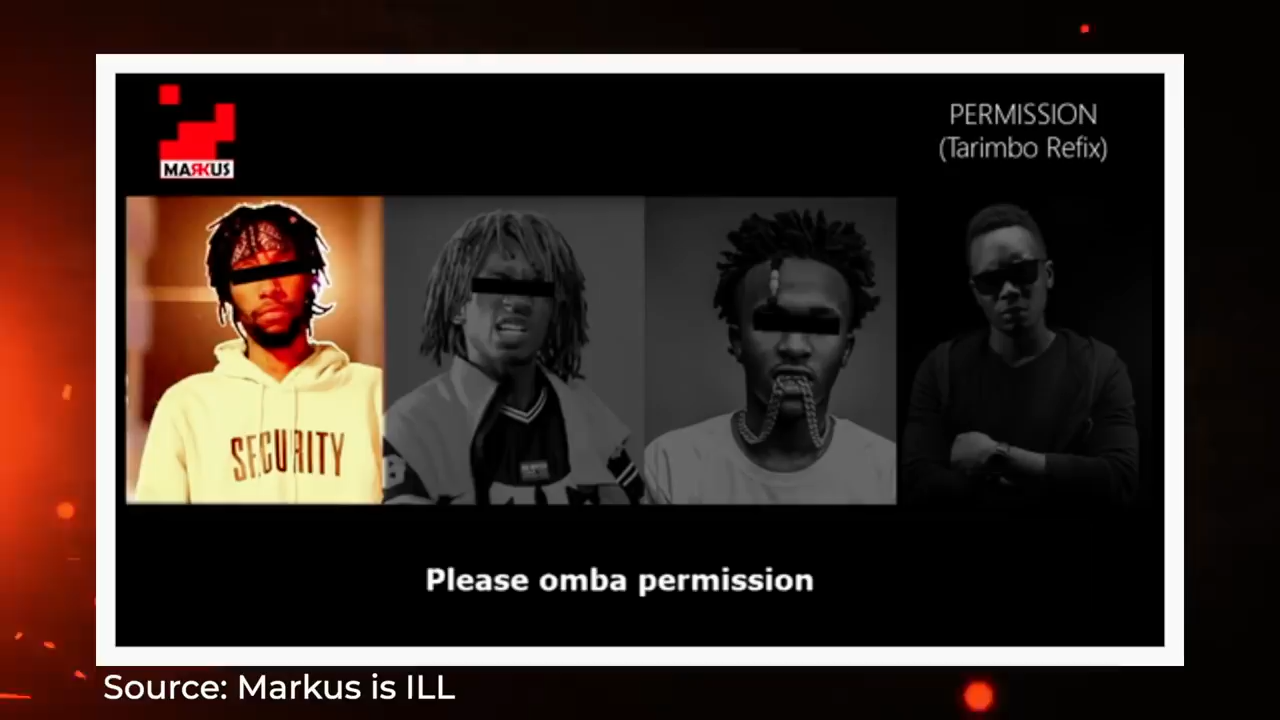 MARKUS
PERMISSION
(Tarimbo Refix)
SECURITY
Please omba permission
Source: Markus is ILL